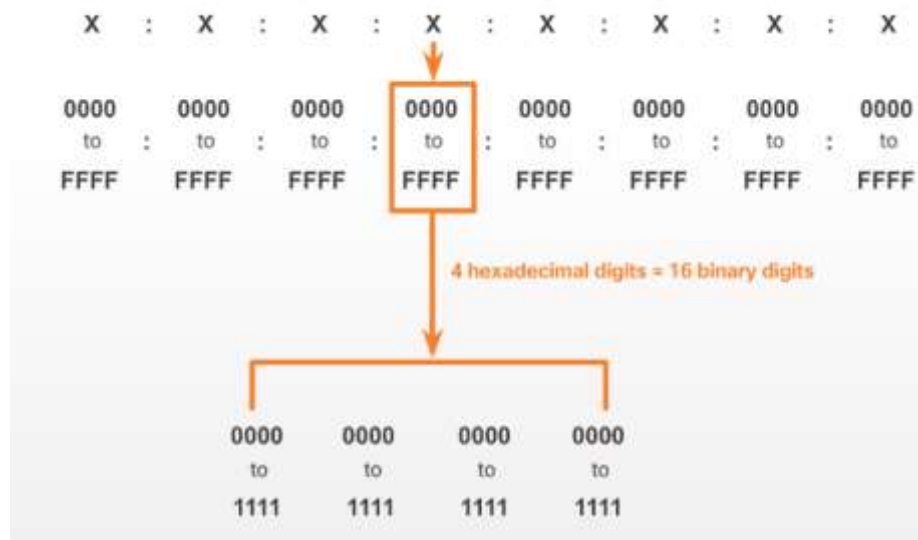 X : X : X : X : X : X : X : X
0000 0000 0000 0000 0000 0000 0000 0000
to : to : to : to : to : to : to : to
FFFF FFFF FFFF FFFF FFFF FFFF FFFF FFFF
4 hexadecimal digits = 16 binary digits
0000 0000 0000 0000
to to to to
1111 1111 1111 1111